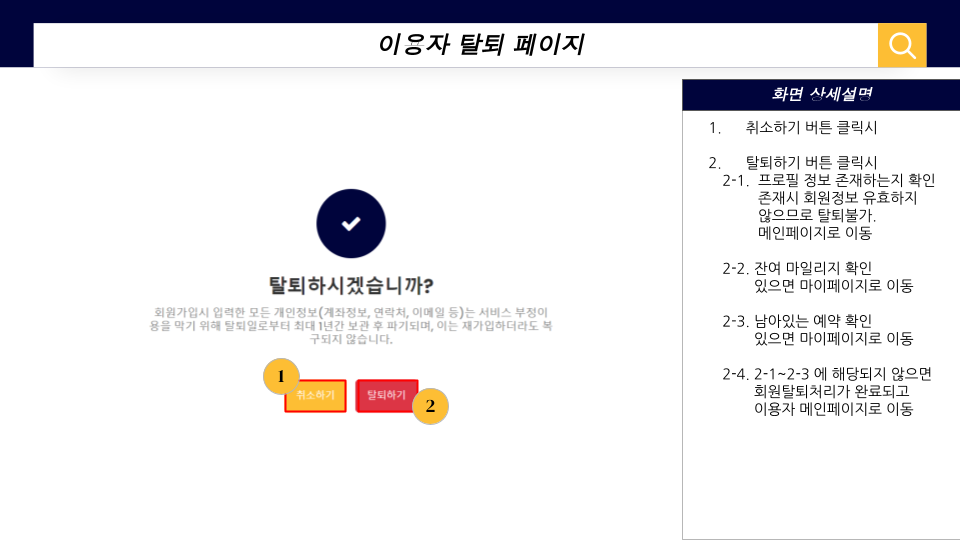 이용자 탈퇴 페이지
탈퇴하시겠습니까?
회원가입시 입력한 모든 개인정보(계좌정보, 연락처, 이메일 등)는 서비스 부정이
용을 막기 위해 탈퇴일로부터 최대 1년간 보관 후 파기되며, 이는 재가입하더라도 복
구되지 않습니다.
1
취소하기
탈퇴하기
2
화면 상세설명
1. 취소하기 버튼 클릭시
2. 탈퇴하기 버튼 클릭시
2-1. 프로필 정보 존재하는지 확인
존재시 회원정보 유효하지
않으므로 탈퇴불가.
메인페이지로 이동
2-2. 잔여 마일리지 확인
있으면 마이페이지로 이동
2-3. 남아있는 예약 확인
있으면 마이페이지로 이동
2-4. 2-1~2-3 에 해당되지 않으면
회원탈퇴처리가 완료되고
이용자 메인페이지로 이동